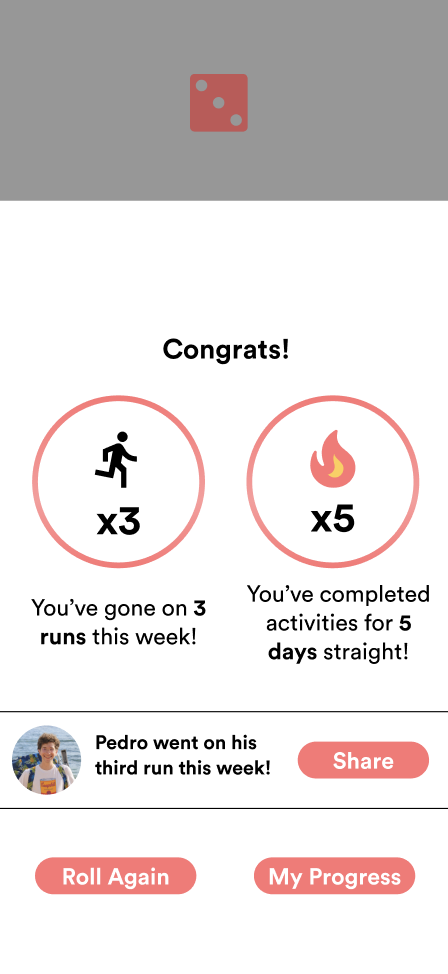 Congrats!
x3
x5
You’ve gone on 3
runs this week!
You’ve completed
activities for 5
days straight!
Pedro went on his
third run this week!
Share
Roll Again
My Progress